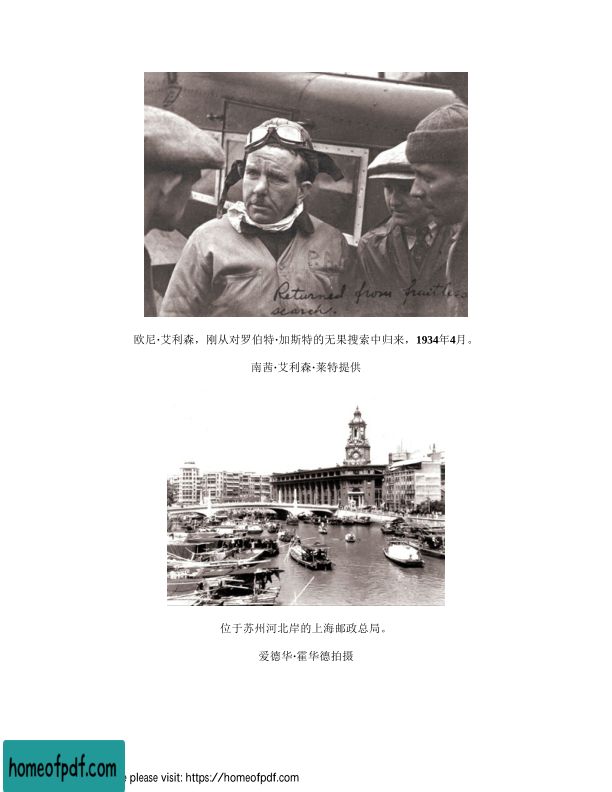 Returned from fruitless
search.
欧尼·艾利森，刚从对罗伯特·加斯特的无果搜索中归来，1934年4月。
南茜·艾利森·莱特提供
位于苏州河北岸的上海邮政总局。
爱德华·霍华德拍摄
homeofpdf.com
please visit: https://homeofpdf.com